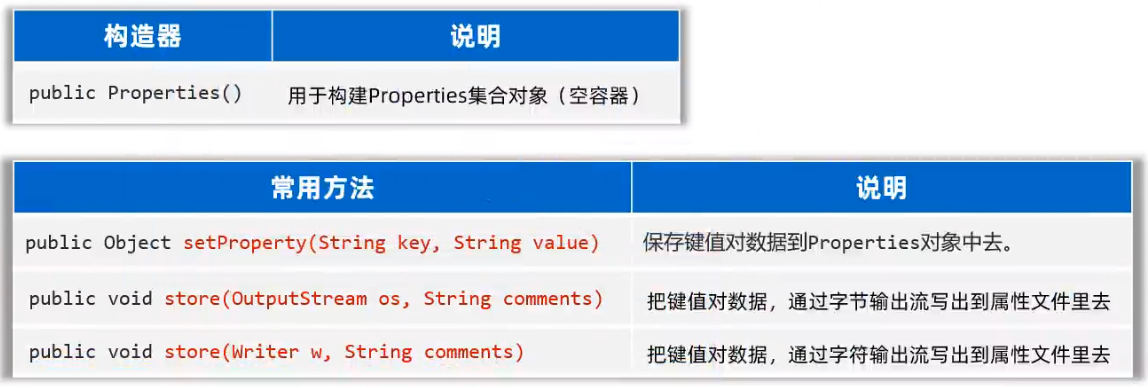 构造器 说明
public Properties() 用于构建Properties集合对象（空容器）
常用方法 说明
public Object setProperty(String key, String value) 保存键值对数据到Properties对象中去。
public void store(OutputStream os, String comments) 把键值对数据，通过字节输出流写出到属性文件里去
public void store(Writer w, String comments) 把键值对数据，通过字符输出流写出到属性文件里去